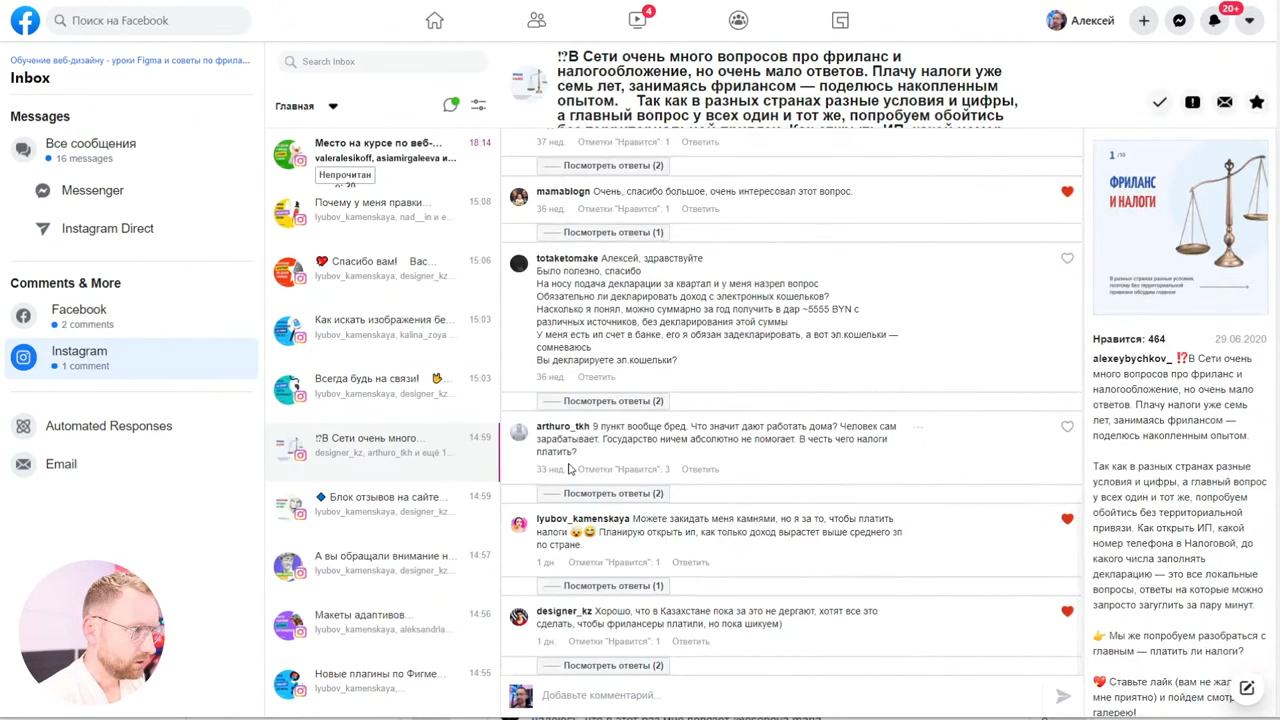 Поиск на Facebook
4
Алексей
20+
Обучение веб-дизайну - уроки Figma и советы по фрила...
Inbox
Messages
Все сообщения
16 messages
Messenger
Instagram Direct
Comments & More
Facebook
2 comments
Instagram
1 comment
Automated Responses
Email
Search Inbox
Главная
Место на курсе по веб-...
18:14
valeralesikoff, asiamirgaleeva и...
Непрочитан
Почему у меня правки...
15:08
lyubov_kamenskaya, nad__in и е...
Спасибо вам! Вас...
15:06
lyubov_kamenskaya, designer_kz...
Как искать изображения бе...
15:03
lyubov_kamenskaya, kalina_zoya
Всегда будь на связи!
15:03
lyubov_kamenskaya, designer_kz...
⁉В Сети очень много...
14:59
designer_kz, arthuro_tkh и ещё 1...
Блок отзывов на сайте...
14:59
lyubov_kamenskaya, designer_kz...
А вы обращали внимание н...
14:57
lyubov_kamenskaya, designer_kz...
Макеты адаптивов...
14:56
lyubov_kamenskaya, aleksandrla...
Новые плагины по Фигме...
14:55
lyubov_kamenskaya,...
⁉В Сети очень много вопросов про фриланс и
налогообложение, но очень мало ответов. Плачу налоги уже
семь лет, занимаясь фрилансом — поделюсь накопленным
опытом. Так как в разных странах разные условия и цифры,
а главный вопрос у всех один и тот же, попробуем обойтись
37 нед. Отметки "Нравится": 1 Ответить
Посмотреть ответы (2)
mamablogn Очень, спасибо большое, очень интересовал этот вопрос.
36 нед. Отметки "Нравится": 1 Ответить
Посмотреть ответы (1)
totaketomake Алексей, здравствуйте
Было полезно, спасибо
На носу подача декларации за квартал и у меня назрел вопрос
Обязательно ли декларировать доход с электронных кошельков?
Насколько я понял, можно суммарно за год получить в дар ~5555 BYN с
различных источников, без декларирования этой суммы
У меня есть ип счет в банке, его я обязан задекларировать, а вот эл.кошельки —
сомневаюсь
Вы декларируете эл.кошельки?
36 нед. Ответить
Посмотреть ответы (2)
arthuro_tkh 9 пункт вообще бред. Что значит дают работать дома? Человек сам
зарабатывает. Государство ничем абсолютно не помогает. В честь чего налоги
платить?
33 нед. Отметки "Нравится": 3 Ответить
Посмотреть ответы (2)
lyubov_kamenskaya Можете закидать меня камнями, но я за то, чтобы платить
налоги 😲😄 Планирую открыть ип, как только доход вырастет выше среднего зп
по стране.
1 дн. Отметки "Нравится": 1 Ответить
Посмотреть ответы (1)
designer_kz Хорошо, что в Казахстане пока за это не дергают, хотят все это
сделать, чтобы фрилансеры платили, но пока шикуем)
1 дн. Отметки "Нравится": 1 Ответить
Посмотреть ответы (2)
Добавьте комментарий...
1 /10
ФРИЛАНС
И НАЛОГИ
В разных странах разные условия,
поэтому без территориальной
привязки обсудим главное
Нравится: 464
29.06.2020
alexeybychkov_ ⁉В Сети очень
много вопросов про фриланс и
налогообложение, но очень мало
ответов. Плачу налоги уже
семь лет, занимаясь фрилансом —
поделюсь накопленным опытом.
Так как в разных странах разные
условия и цифры, а главный вопрос
у всех один и тот же, попробуем
обойтись без территориальной
привязи. Как открыть ИП, какой
номер телефона в Налоговой, до
какого числа заполнять
декларацию — это все локальные
вопросы, ответы на которые можно
запросто загуглить за пару минут.
👉 Мы же попробуем разобраться с
главным — платить ли налоги?
Ставьте лайк (вам не жал
мне приятно) и пойдем смот
галерею!